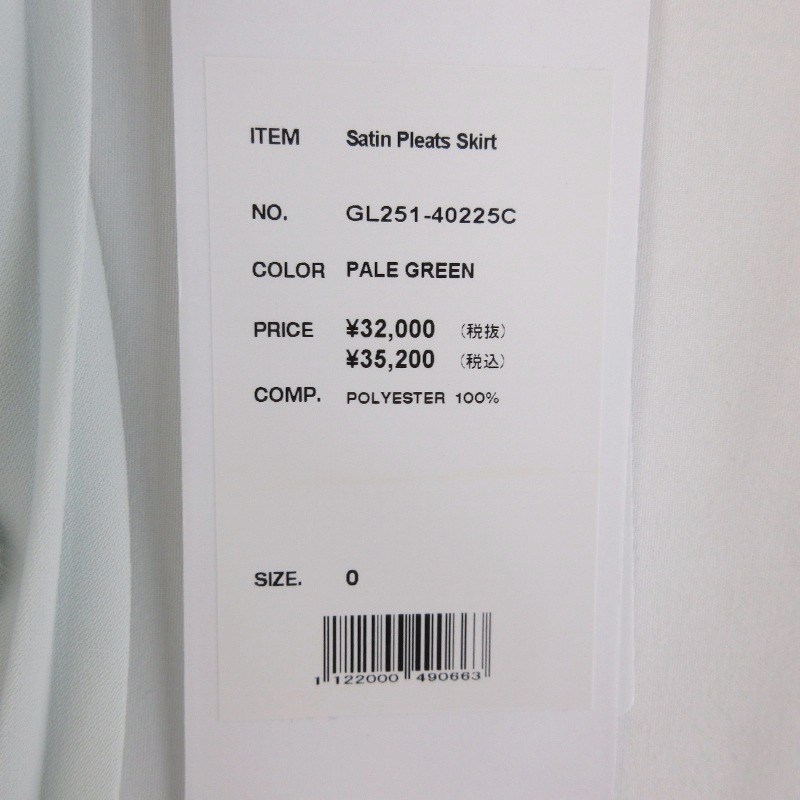 ITEM Satin Pleats Skirt
NO. GL251-40225C
COLOR PALE GREEN
PRICE ¥32,000 (税抜)
¥35,200 (税込)
COMP. POLYESTER 100%
SIZE. 0
1 122000 490663